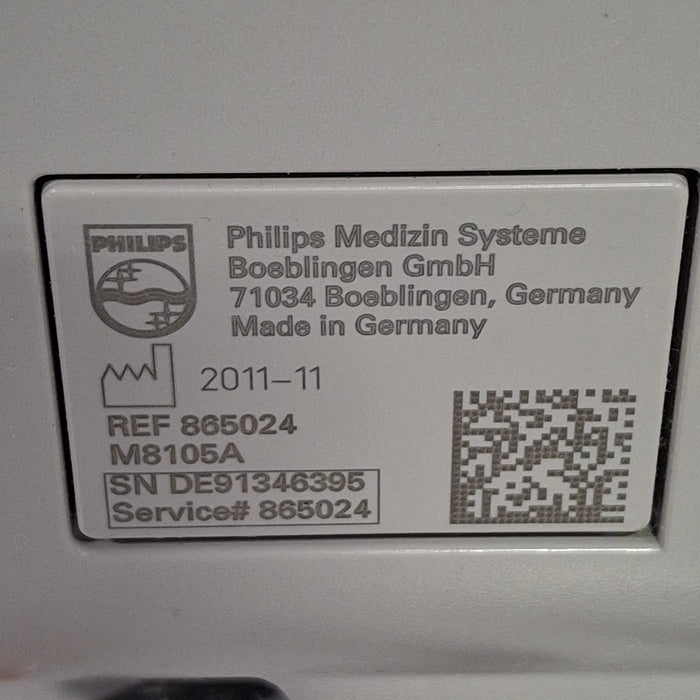 PHILIPS
Philips Medizin Systeme
Boeblingen GmbH
71034 Boeblingen, Germany
Made in Germany
2011-11
REF 865024
M8105A
SN DE91346395
Service# 865024